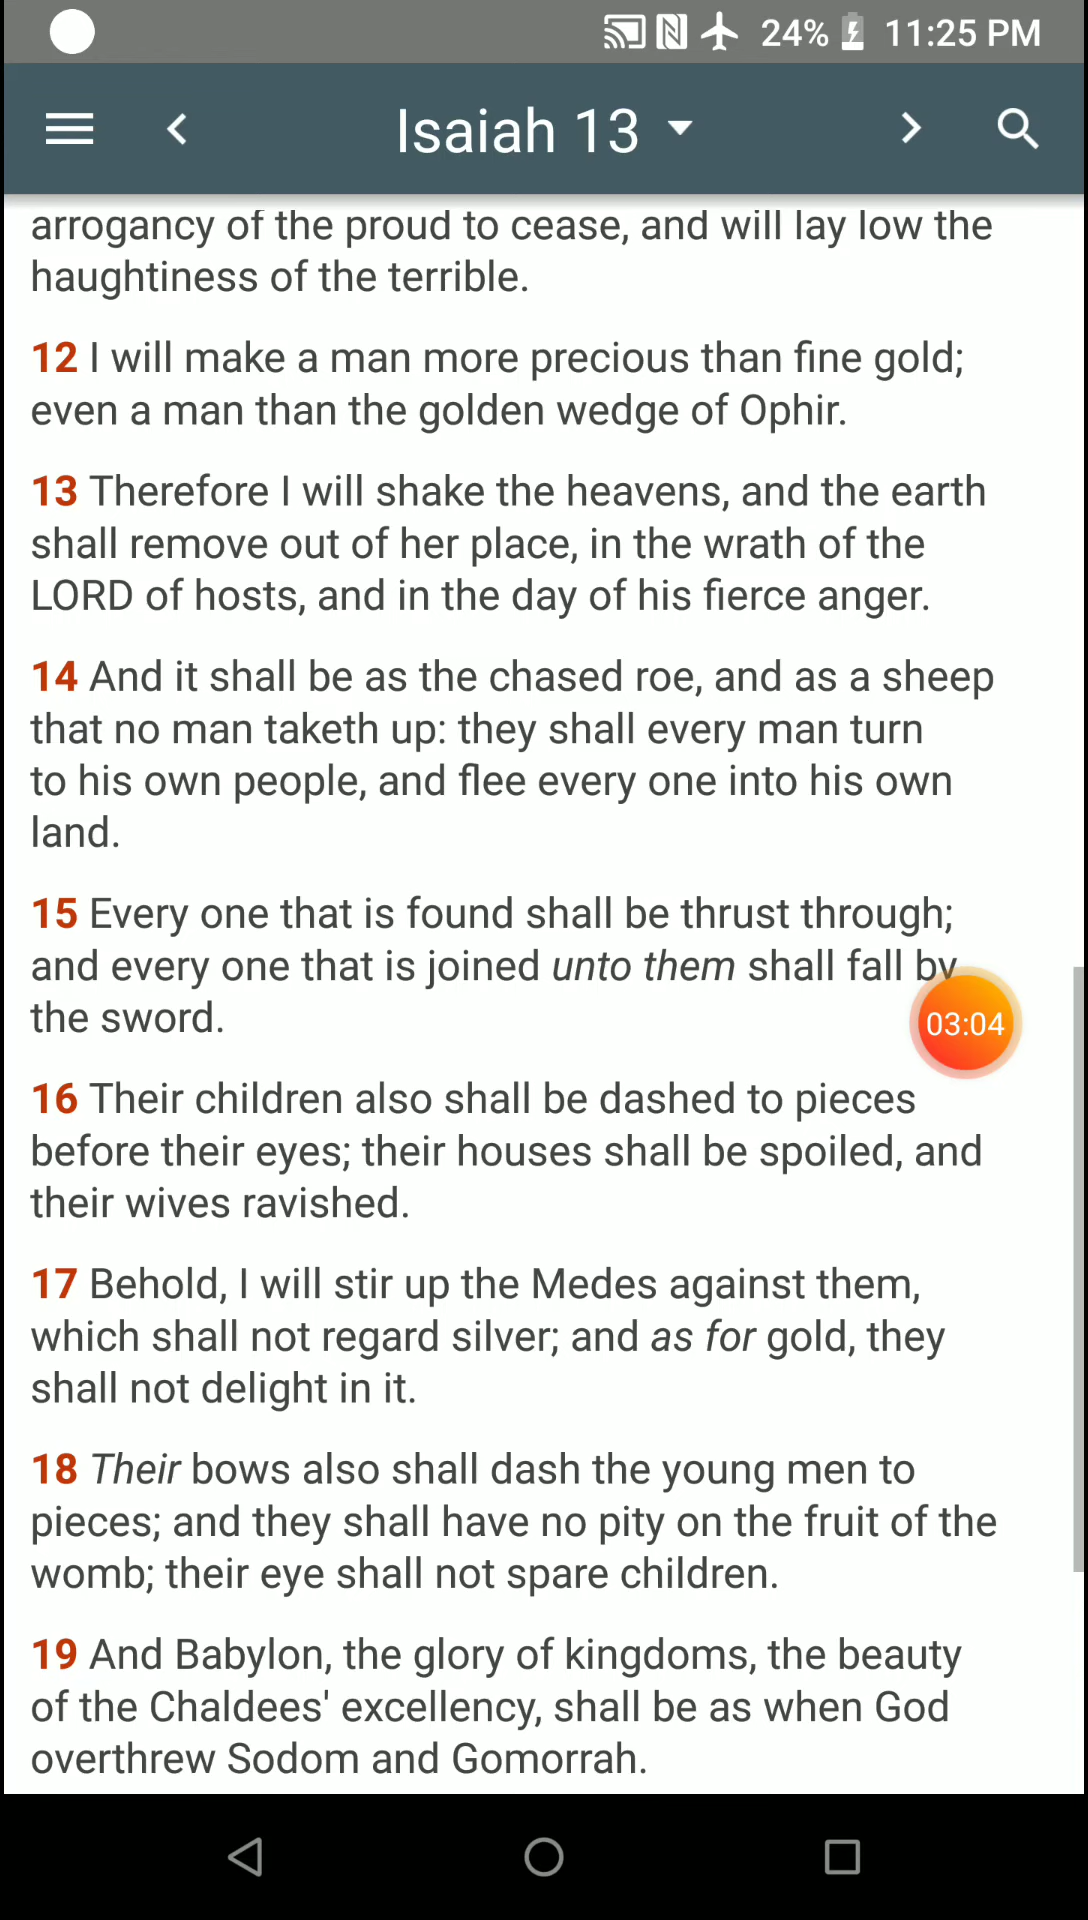 24% 11:25 PM
Isaiah 13
arrogancy of the proud to cease, and will lay low the
haughtiness of the terrible.
12 I will make a man more precious than fine gold;
even a man than the golden wedge of Ophir.
13 Therefore I will shake the heavens, and the earth
shall remove out of her place, in the wrath of the
LORD of hosts, and in the day of his fierce anger.
14 And it shall be as the chased roe, and as a sheep
that no man taketh up: they shall every man turn
to his own people, and flee every one into his own
land.
15 Every one that is found shall be thrust through;
and every one that is joined unto them shall fall by
the sword.
03:04
16 Their children also shall be dashed to pieces
before their eyes; their houses shall be spoiled, and
their wives ravished.
17 Behold, I will stir up the Medes against them,
which shall not regard silver; and as for gold, they
shall not delight in it.
18 Their bows also shall dash the young men to
pieces; and they shall have no pity on the fruit of the
womb; their eye shall not spare children.
19 And Babylon, the glory of kingdoms, the beauty
of the Chaldees' excellency, shall be as when God
overthrew Sodom and Gomorrah.